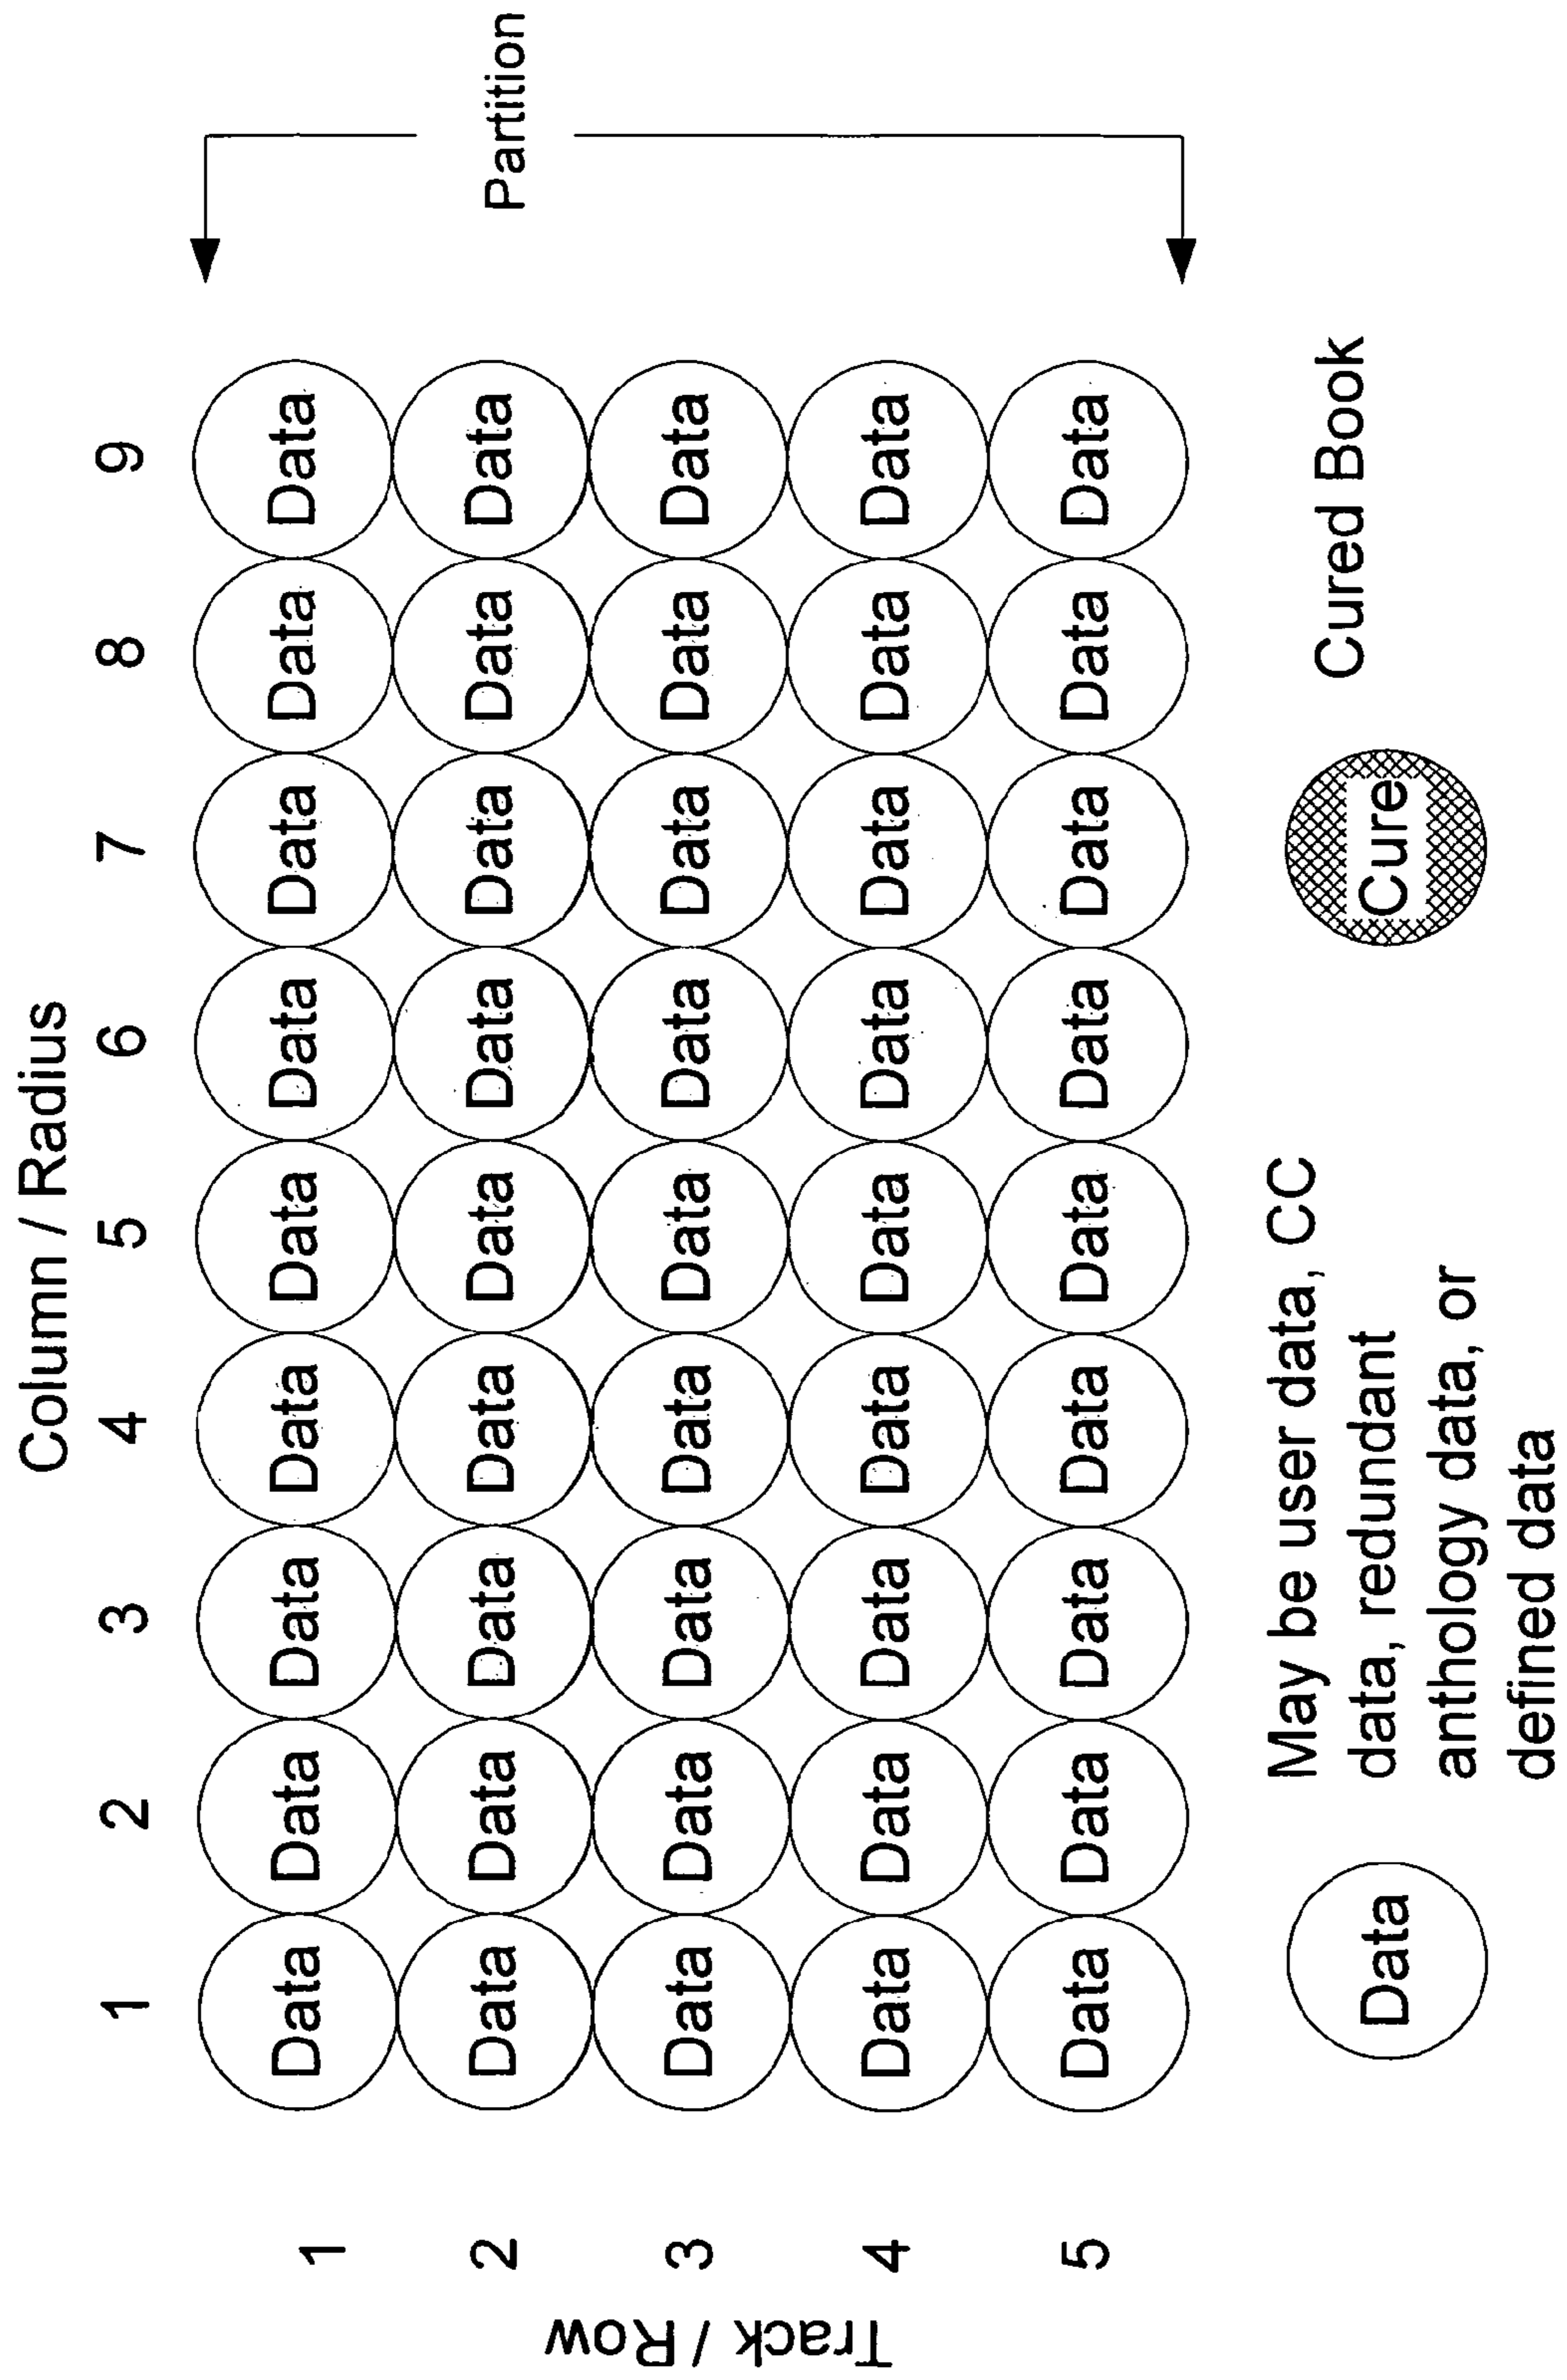 Column / Radius
1 2 3 4 5 6 7 8 9
Track / Row
1 Data Data Data Data Data Data Data Data Data
2 Data Data Data Data Data Data Data Data Data
3 Data Data Data Data Data Data Data Data Data
4 Data Data Data Data Data Data Data Data Data
5 Data Data Data Data Data Data Data Data Data
Partition
Data
May be user data, CC
data, redundant
anthology data, or
defined data
Cure
Cured Book